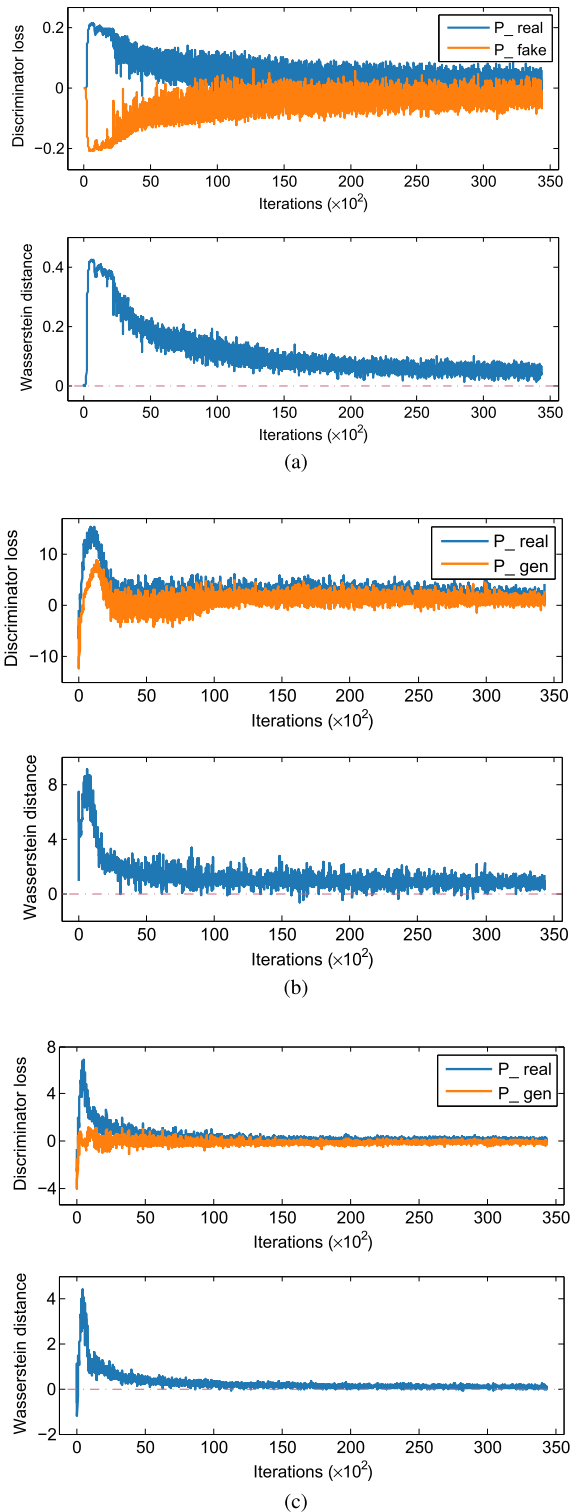 Discriminator loss
0.2
0
−0.2
P_ real
P_ fake
0 50 100 150 200 250 300 350
Iterations (×10²)
Wasserstein distance
0.4
0.2
0
0 50 100 150 200 250 300 350
Iterations (×10²)
(a)
Discriminator loss
10
0
−10
P_ real
P_ gen
0 50 100 150 200 250 300 350
Iterations (×10²)
Wasserstein distance
8
4
0
0 50 100 150 200 250 300 350
Iterations (×10²)
(b)
Discriminator loss
8
4
0
−4
P_ real
P_ gen
0 50 100 150 200 250 300 350
Iterations (×10²)
Wasserstein distance
4
2
0
−2
0 50 100 150 200 250 300 350
Iterations (×10²)
(c)